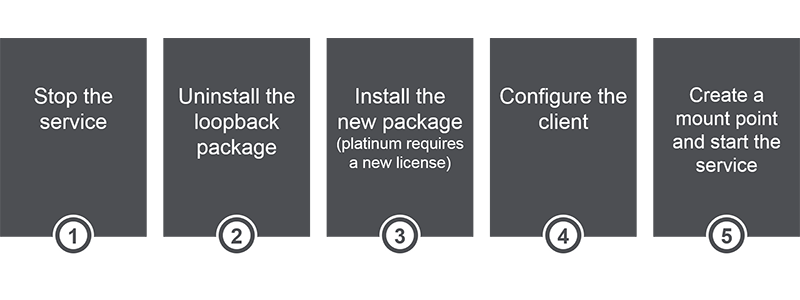 Stop the
service
1
Uninstall the
loopback
package
2
Install the
new package
(platinum requires
a new license)
3
Configure the
client
4
Create a
mount point
and start the
service
5